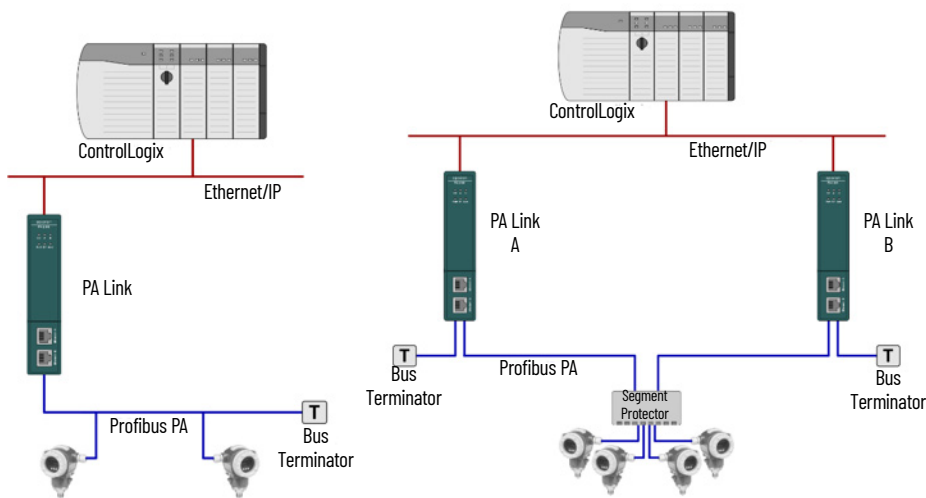 ControlLogix
Ethernet/IP
PA Link
T
Profibus PA
Bus
Terminator
ControlLogix
Ethernet/IP
PA Link
A
PA Link
B
T
Bus
Terminator
Profibus PA
Segment
Protector
T
Bus
Terminator